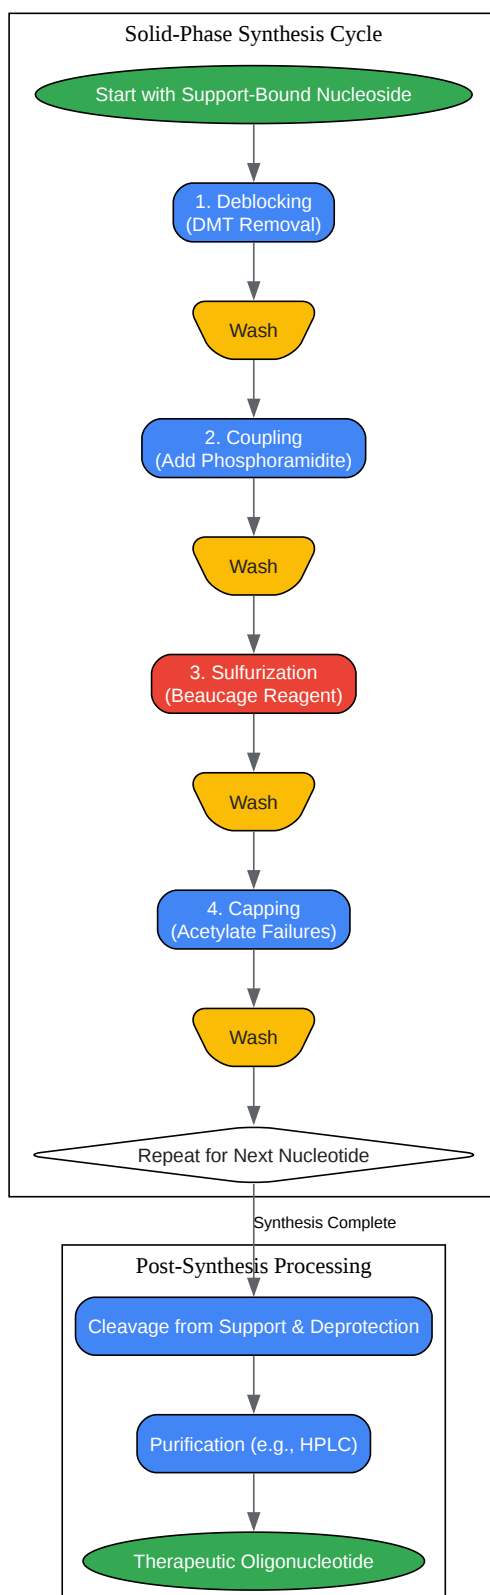 Solid-Phase Synthesis Cycle
Start with Support-Bound Nucleoside
1. Deblocking
(DMT Removal)
Wash
2. Coupling
(Add Phosphoramidite)
Wash
3. Sulfurization
(Beaucage Reagent)
Wash
4. Capping
(Acetylate Failures)
Wash
Repeat for Next Nucleotide
Synthesis Complete
Post-Synthesis Processing
Cleavage from Support & Deprotection
Purification (e.g., HPLC)
Therapeutic Oligonucleotide